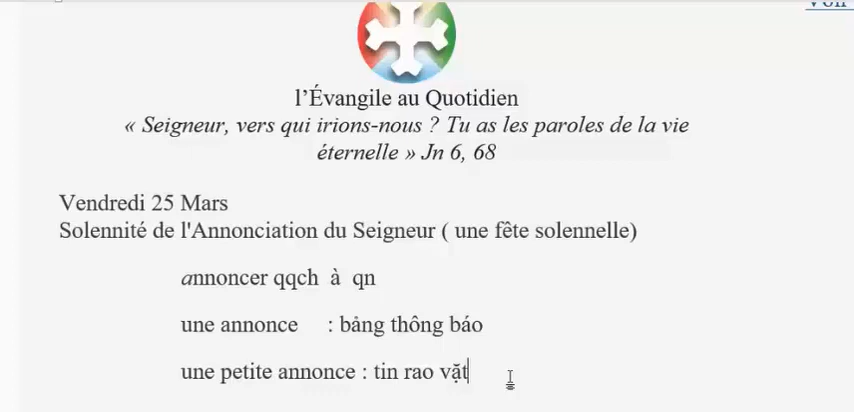 l'Évangile au Quotidien
« Seigneur, vers qui irions-nous ? Tu as les paroles de la vie
éternelle » Jn 6, 68
Vendredi 25 Mars
Solennité de l'Annonciation du Seigneur ( une fête solennelle)
annoncer qqch à qn
une annonce : bảng thông báo
une petite annonce : tin rao vặt